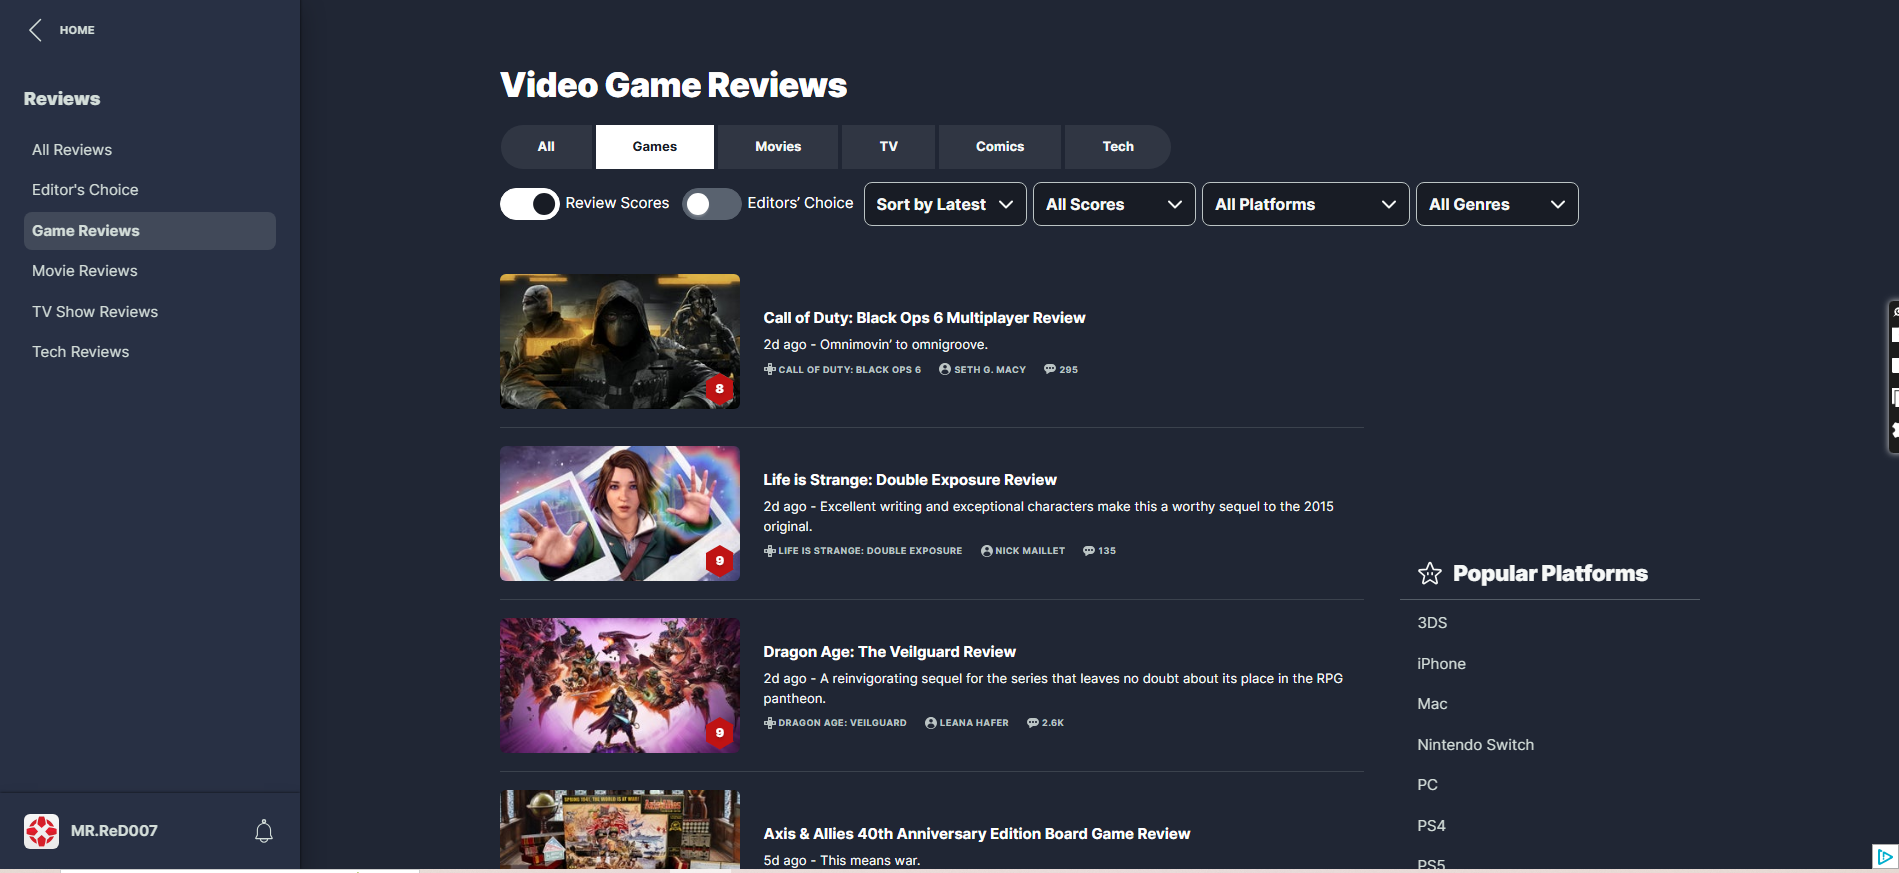 HOME
Reviews
All Reviews
Editor's Choice
Game Reviews
Movie Reviews
TV Show Reviews
Tech Reviews
MR.ReD007
Video Game Reviews
All Games Movies TV Comics Tech
Review Scores Editors’ Choice Sort by Latest All Scores All Platforms All Genres
8
Call of Duty: Black Ops 6 Multiplayer Review
2d ago - Omnimovin’ to omnigroove.
CALL OF DUTY: BLACK OPS 6 SETH G. MACY 295
9
Life is Strange: Double Exposure Review
2d ago - Excellent writing and exceptional characters make this a worthy sequel to the 2015
original.
LIFE IS STRANGE: DOUBLE EXPOSURE NICK MAILLET 135
9
Dragon Age: The Veilguard Review
2d ago - A reinvigorating sequel for the series that leaves no doubt about its place in the RPG
pantheon.
DRAGON AGE: VEILGUARD LEANA HAFER 2.6K
Axis & Allies 40th Anniversary Edition Board Game Review
5d ago - This means war.
Popular Platforms
3DS
iPhone
Mac
Nintendo Switch
PC
PS4
PS5